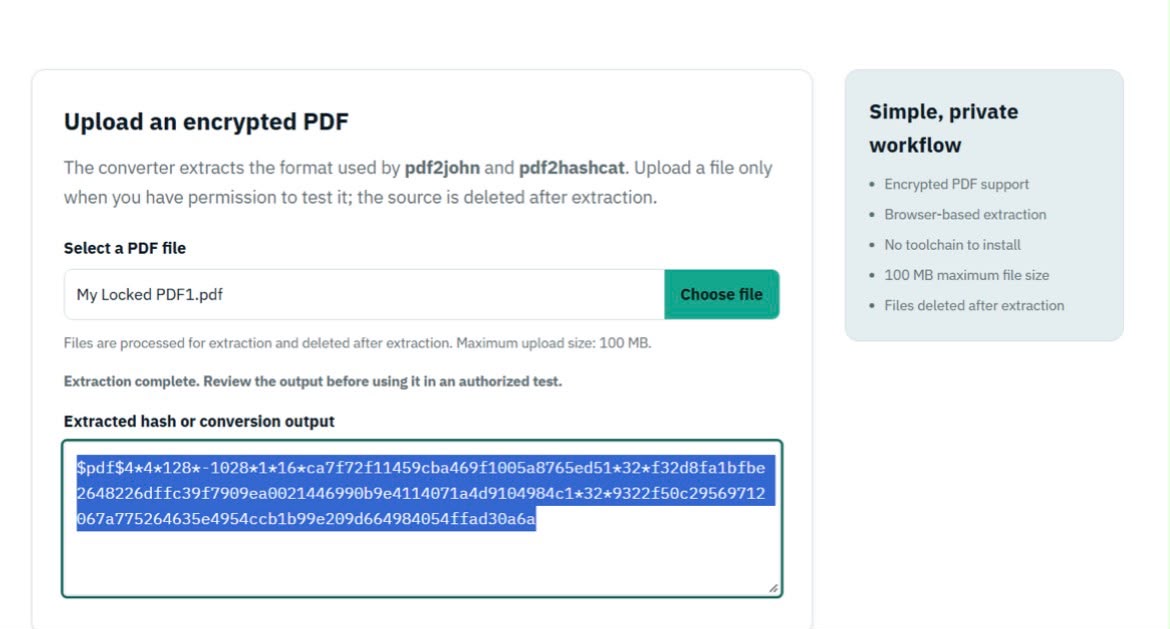 Upload an encrypted PDF
The converter extracts the format used by pdf2john and pdf2hashcat. Upload a file only
when you have permission to test it; the source is deleted after extraction.
Select a PDF file
My Locked PDF1.pdf
Choose file
Files are processed for extraction and deleted after extraction. Maximum upload size: 100 MB.
Extraction complete. Review the output before using it in an authorized test.
Extracted hash or conversion output
$pdf$4*4*128*-1028*1*16*ca7f72f11459cba469f1005a8765ed51*32*f32d8fa1bfbe
2648226dffc39f7909ea0021446990b9e4114071a4d9104984c1*32*9322f50c29569712
067a775264635e4954ccb1b99e209d664984054ffad30a6a
Simple, private
workflow
• Encrypted PDF support
• Browser-based extraction
• No toolchain to install
• 100 MB maximum file size
• Files deleted after extraction